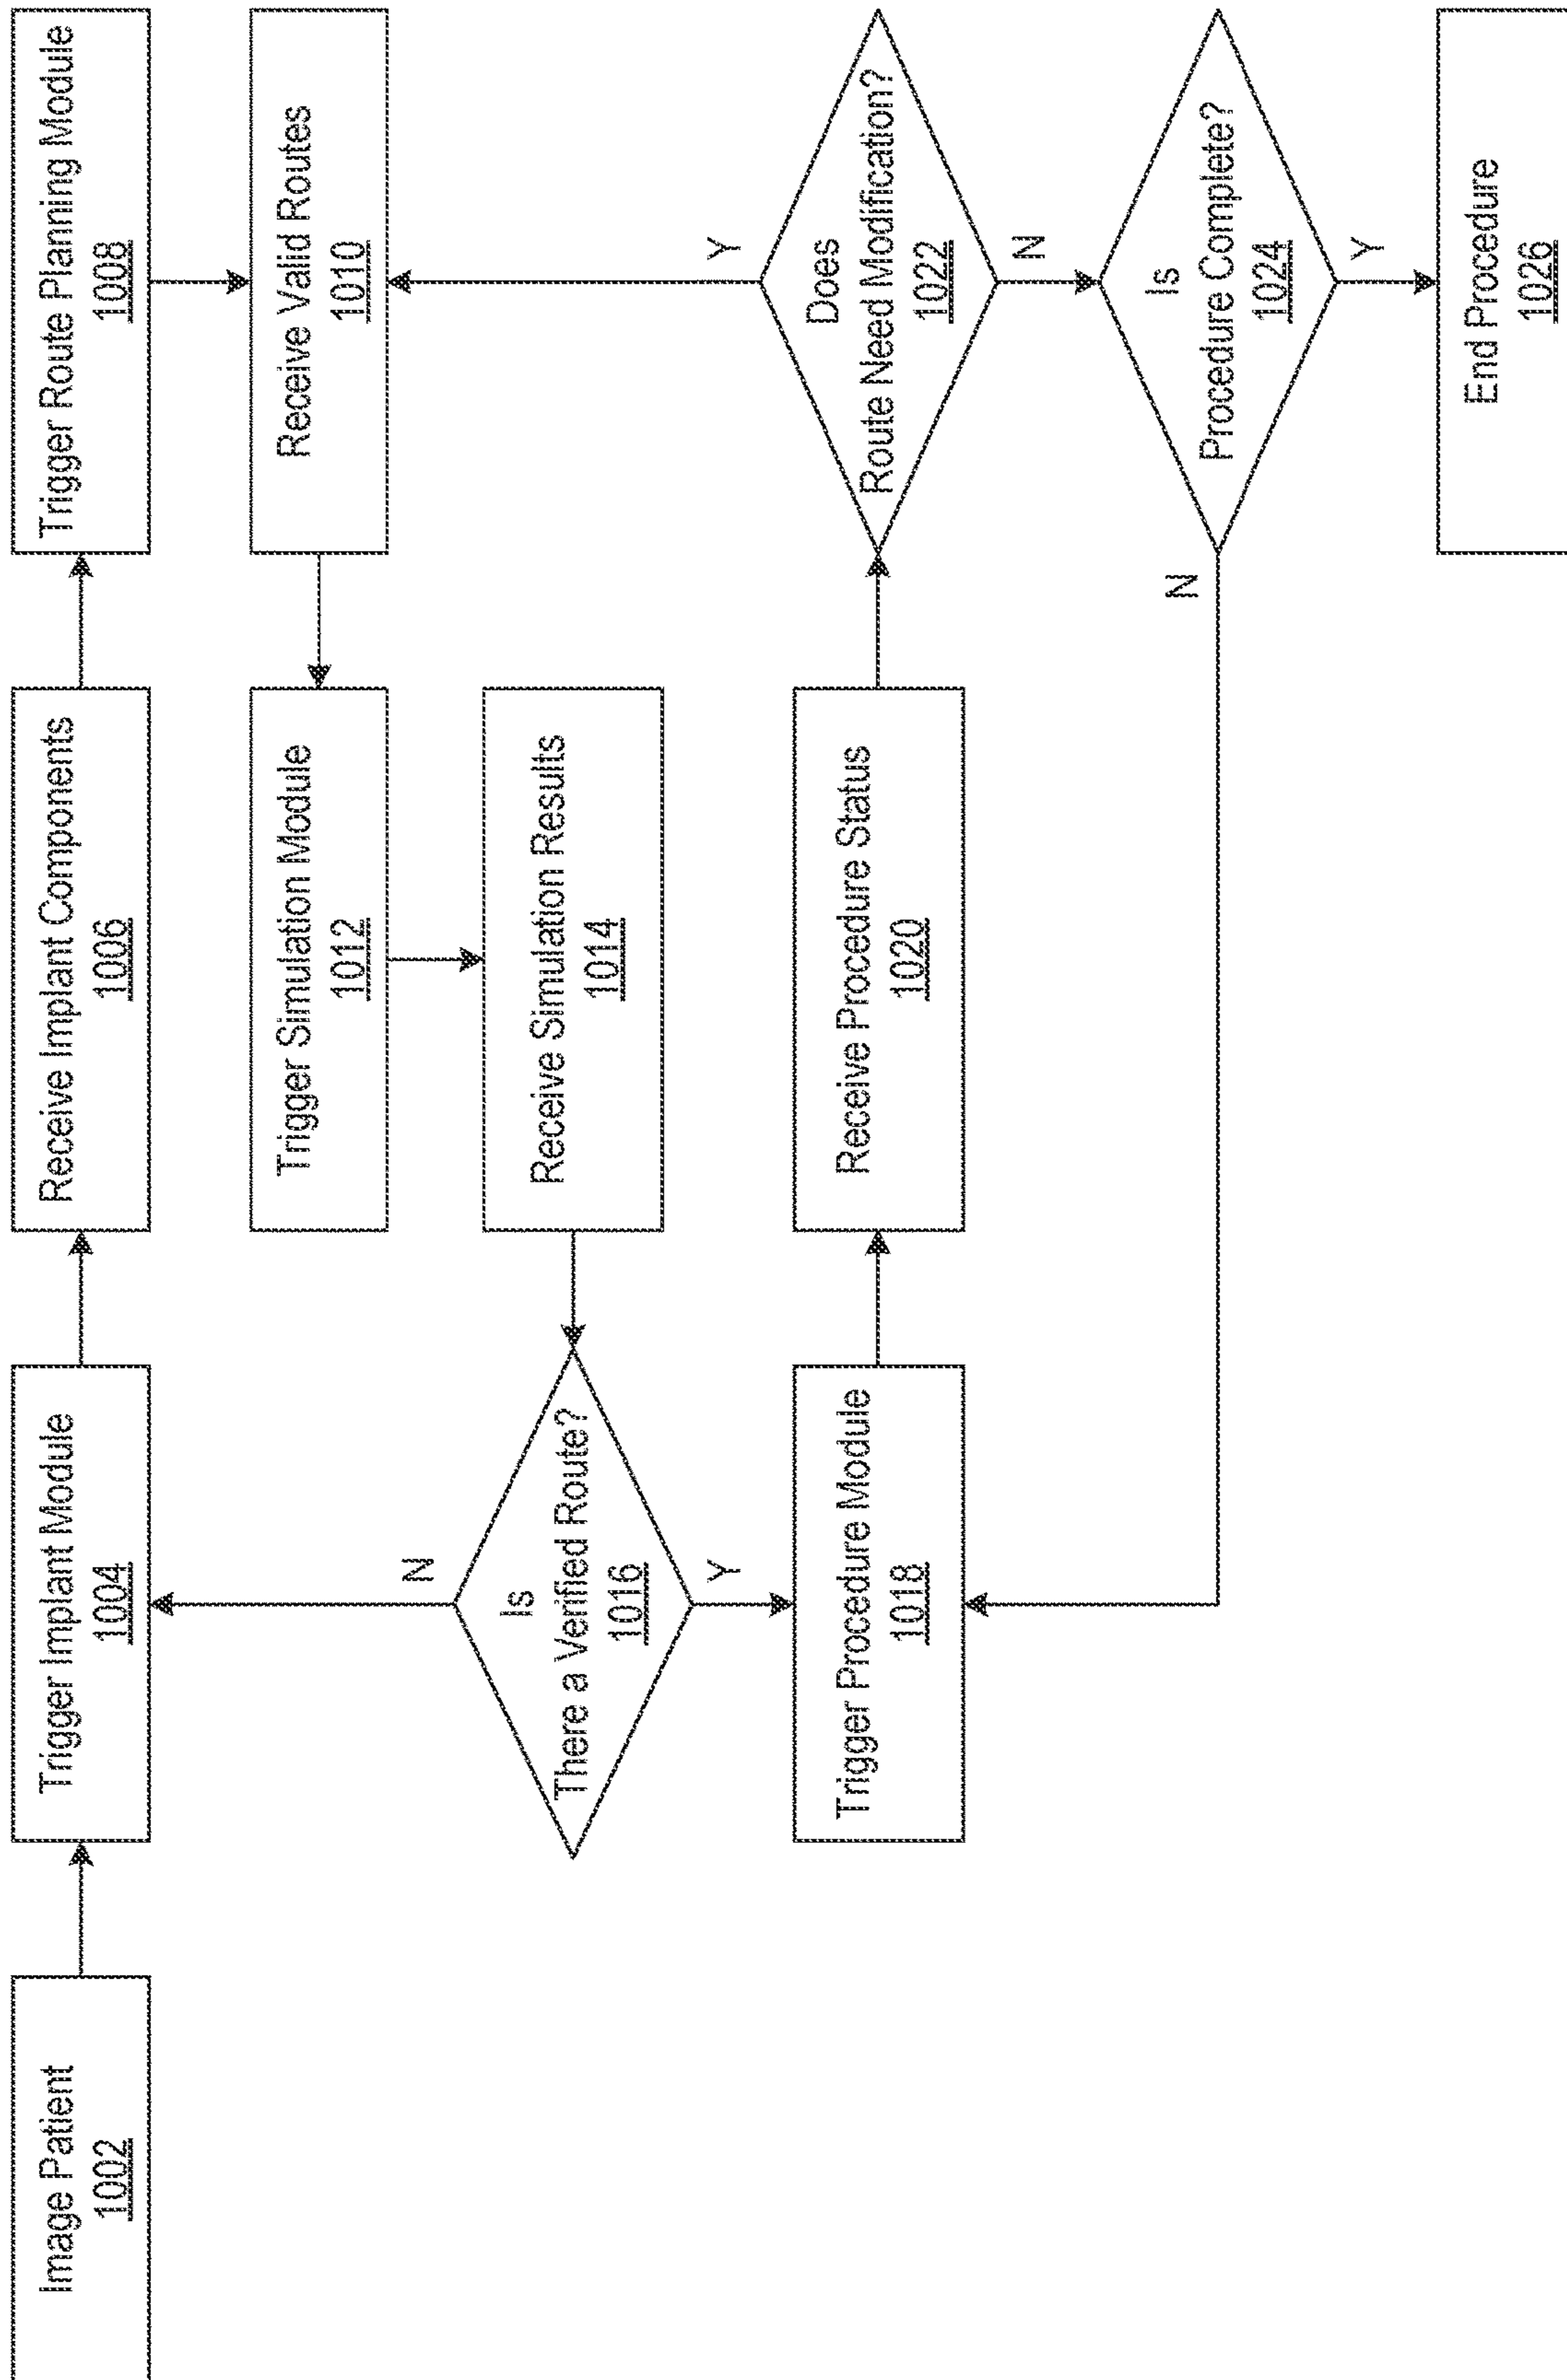 Image Patient
1002
Trigger Implant Module
1004
Receive Implant Components
1006
Trigger Route Planning Module
1008
Receive Valid Routes
1010
Trigger Simulation Module
1012
Receive Simulation Results
1014
Is
There a Verified Route?
1016
N
Y
Trigger Procedure Module
1018
Receive Procedure Status
1020
Does
Route Need Modification?
1022
Y
N
Is
Procedure Complete?
1024
N
Y
End Procedure
1026